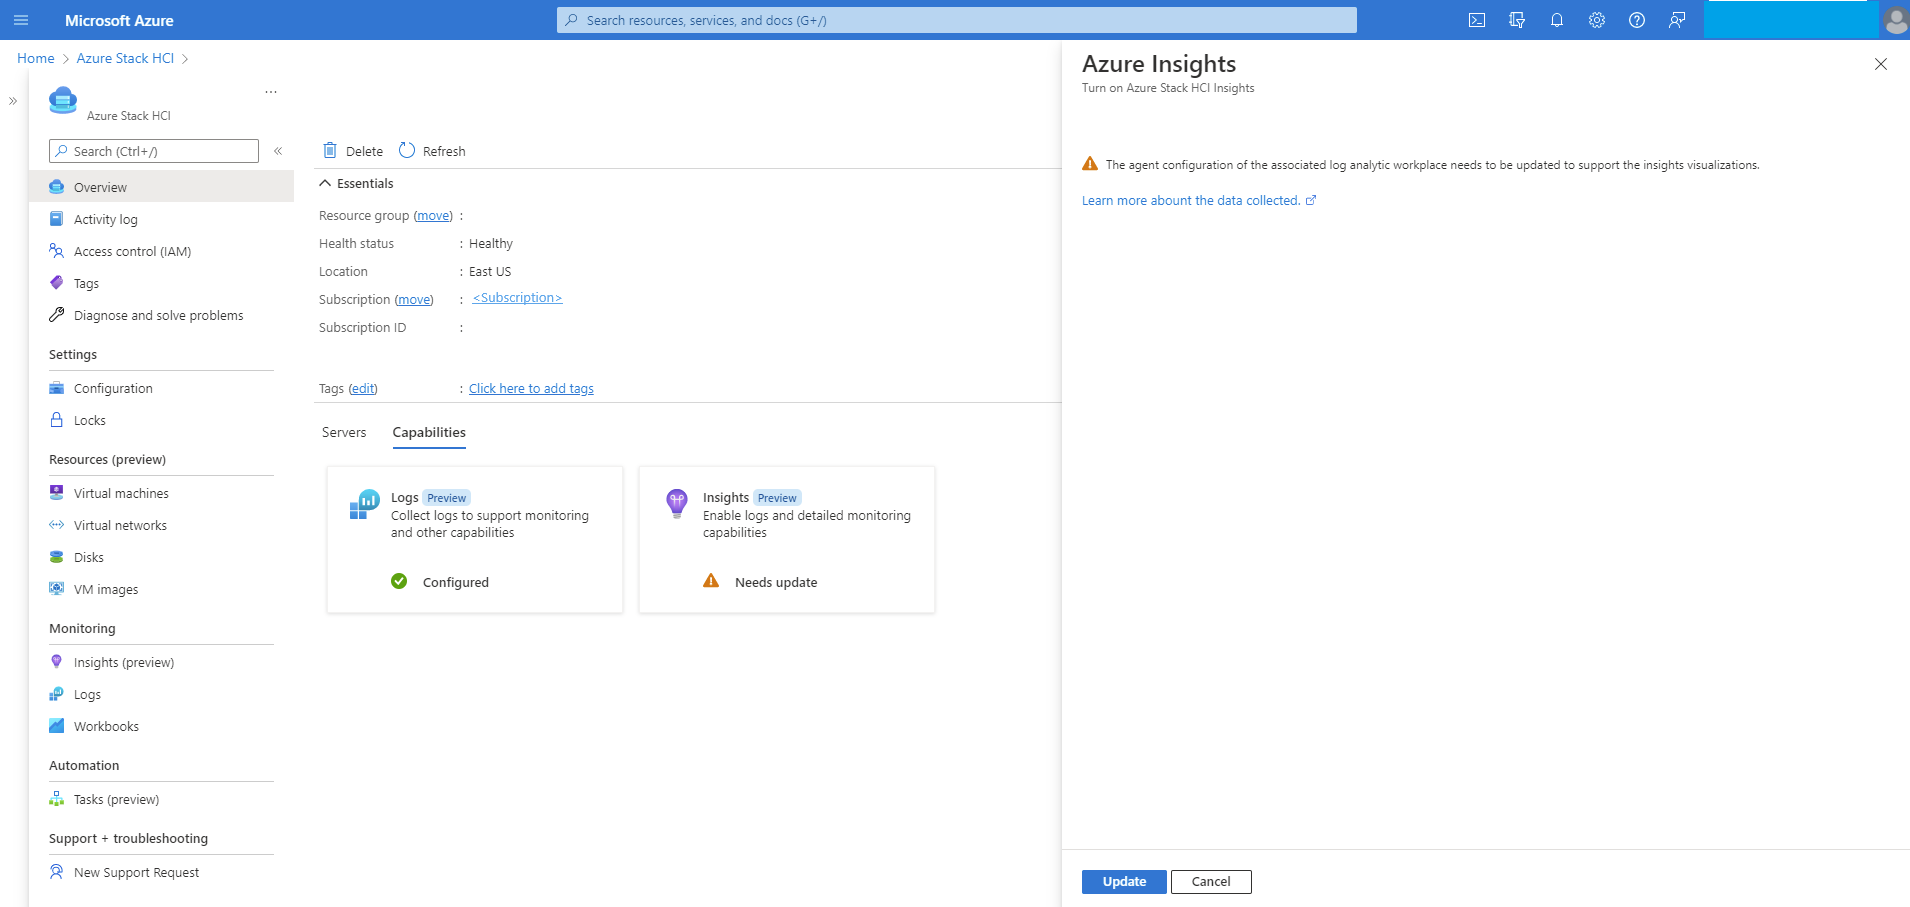 Microsoft Azure
Search resources, services, and docs (G+/)
Home > Azure Stack HCI >
Azure Stack HCI
Search (Ctrl+/)
Overview
Activity log
Access control (IAM)
Tags
Diagnose and solve problems
Settings
Configuration
Locks
Resources (preview)
Virtual machines
Virtual networks
Disks
VM images
Monitoring
Insights (preview)
Logs
Workbooks
Automation
Tasks (preview)
Support + troubleshooting
New Support Request
Delete Refresh
Essentials
Resource group (move) :
Health status : Healthy
Location : East US
Subscription (move) : <Subscription>
Subscription ID :
Tags (edit) : Click here to add tags
Servers Capabilities
Logs Preview
Collect logs to support monitoring
and other capabilities
Configured
Insights Preview
Enable logs and detailed monitoring
capabilities
Needs update
Azure Insights
Turn on Azure Stack HCI Insights
The agent configuration of the associated log analytic workplace needs to be updated to support the insights visualizations.
Learn more abount the data collected.
Update Cancel